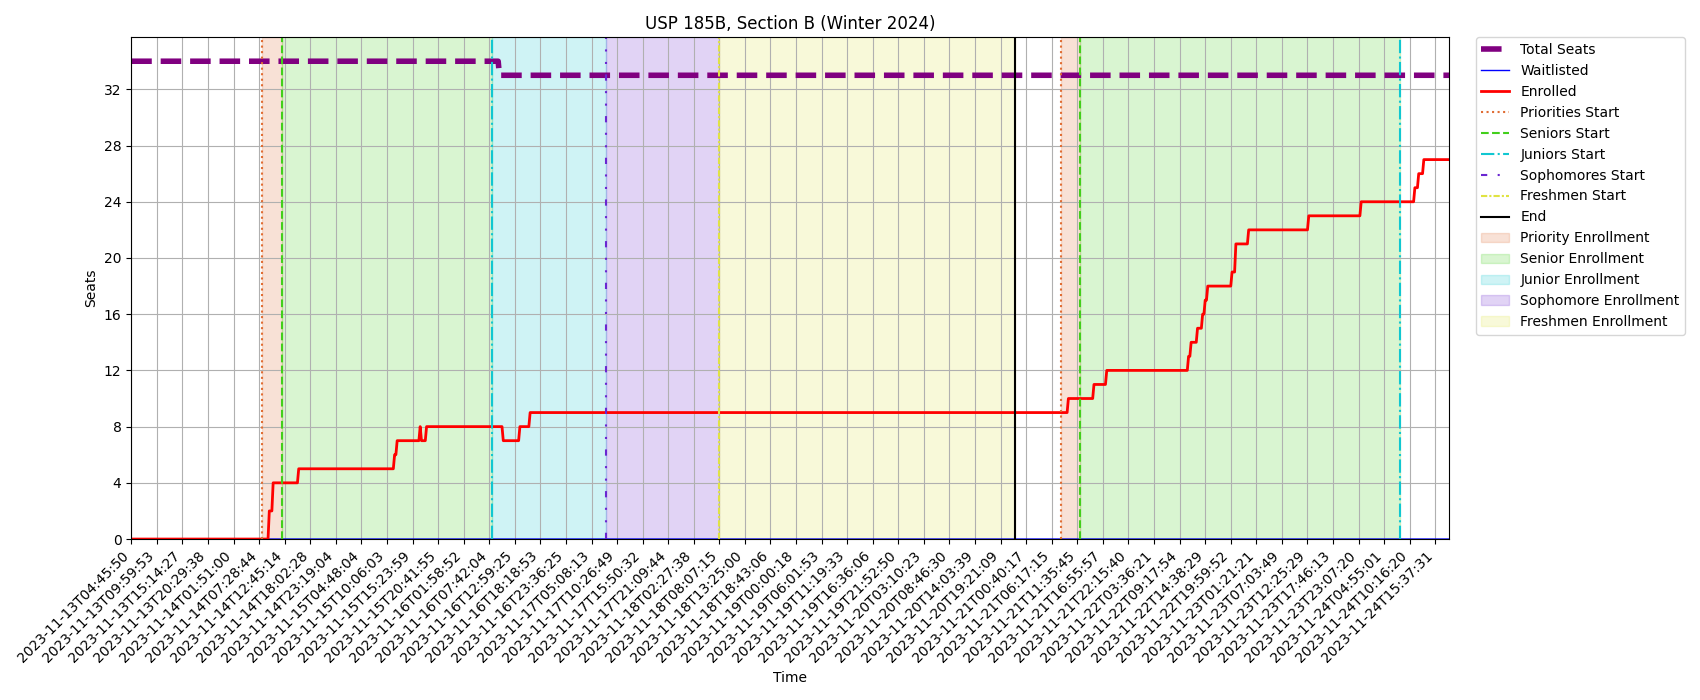 USP 185B, Section B (Winter 2024)
Seats
32
28
24
20
16
12
8
4
0
2023-11-13T04:45:50
2023-11-13T09:59:53
2023-11-13T15:14:27
2023-11-13T20:29:38
2023-11-14T01:51:00
2023-11-14T07:28:44
2023-11-14T12:45:14
2023-11-14T18:02:28
2023-11-14T23:19:04
2023-11-15T04:48:04
2023-11-15T10:06:03
2023-11-15T15:23:59
2023-11-15T20:41:55
2023-11-16T01:58:52
2023-11-16T07:42:04
2023-11-16T12:59:25
2023-11-16T18:18:53
2023-11-16T23:36:25
2023-11-17T05:08:13
2023-11-17T10:26:49
2023-11-17T15:50:32
2023-11-17T21:09:44
2023-11-18T02:27:38
2023-11-18T08:07:15
2023-11-18T13:25:00
2023-11-18T18:43:06
2023-11-19T00:00:18
2023-11-19T06:01:53
2023-11-19T11:19:33
2023-11-19T16:36:06
2023-11-19T21:52:50
2023-11-20T03:10:23
2023-11-20T08:46:30
2023-11-20T14:03:39
2023-11-20T19:21:09
2023-11-21T00:40:17
2023-11-21T06:17:15
2023-11-21T11:35:45
2023-11-21T16:55:57
2023-11-21T22:15:40
2023-11-22T03:36:21
2023-11-22T09:17:54
2023-11-22T14:38:29
2023-11-22T19:59:52
2023-11-23T01:21:21
2023-11-23T07:03:49
2023-11-23T12:25:29
2023-11-23T17:46:13
2023-11-23T23:07:20
2023-11-24T04:55:01
2023-11-24T10:16:20
2023-11-24T15:37:31
Time
Total Seats
Waitlisted
Enrolled
Priorities Start
Seniors Start
Juniors Start
Sophomores Start
Freshmen Start
End
Priority Enrollment
Senior Enrollment
Junior Enrollment
Sophomore Enrollment
Freshmen Enrollment